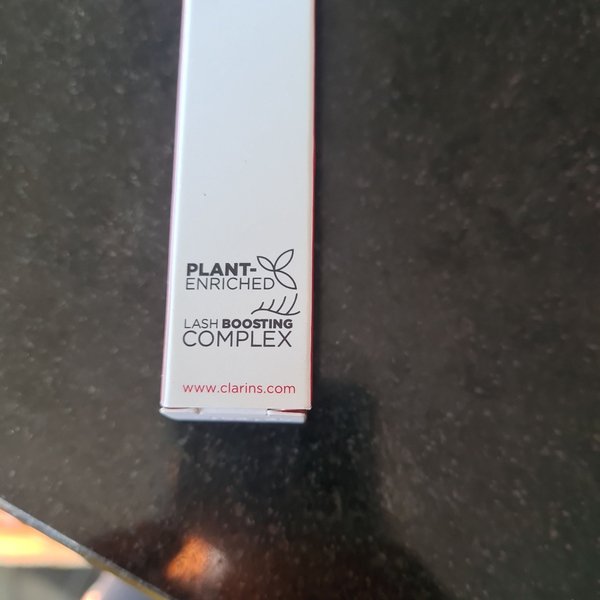 PLANT-
ENRICHED
LASH BOOSTING
COMPLEX
www.clarins.com